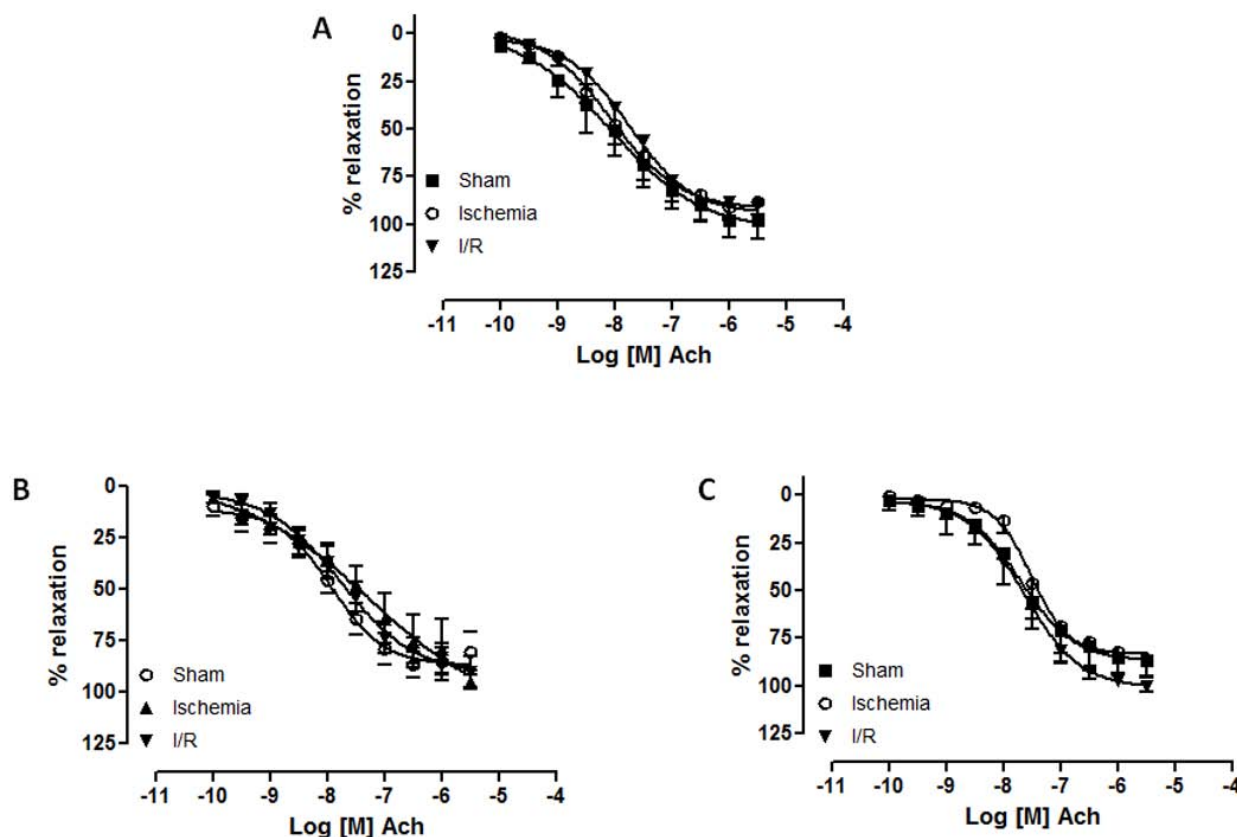 A
% relaxation
0
25
50
75
100
125
Sham
Ischemia
I/R
-11 -10 -9 -8 -7 -6 -5 -4
Log [M] Ach
B
% relaxation
0
25
50
75
100
125
Sham
Ischemia
I/R
-11 -10 -9 -8 -7 -6 -5 -4
Log [M] Ach
C
% relaxation
0
25
50
75
100
125
Sham
Ischemia
I/R
-11 -10 -9 -8 -7 -6 -5 -4
Log [M] Ach